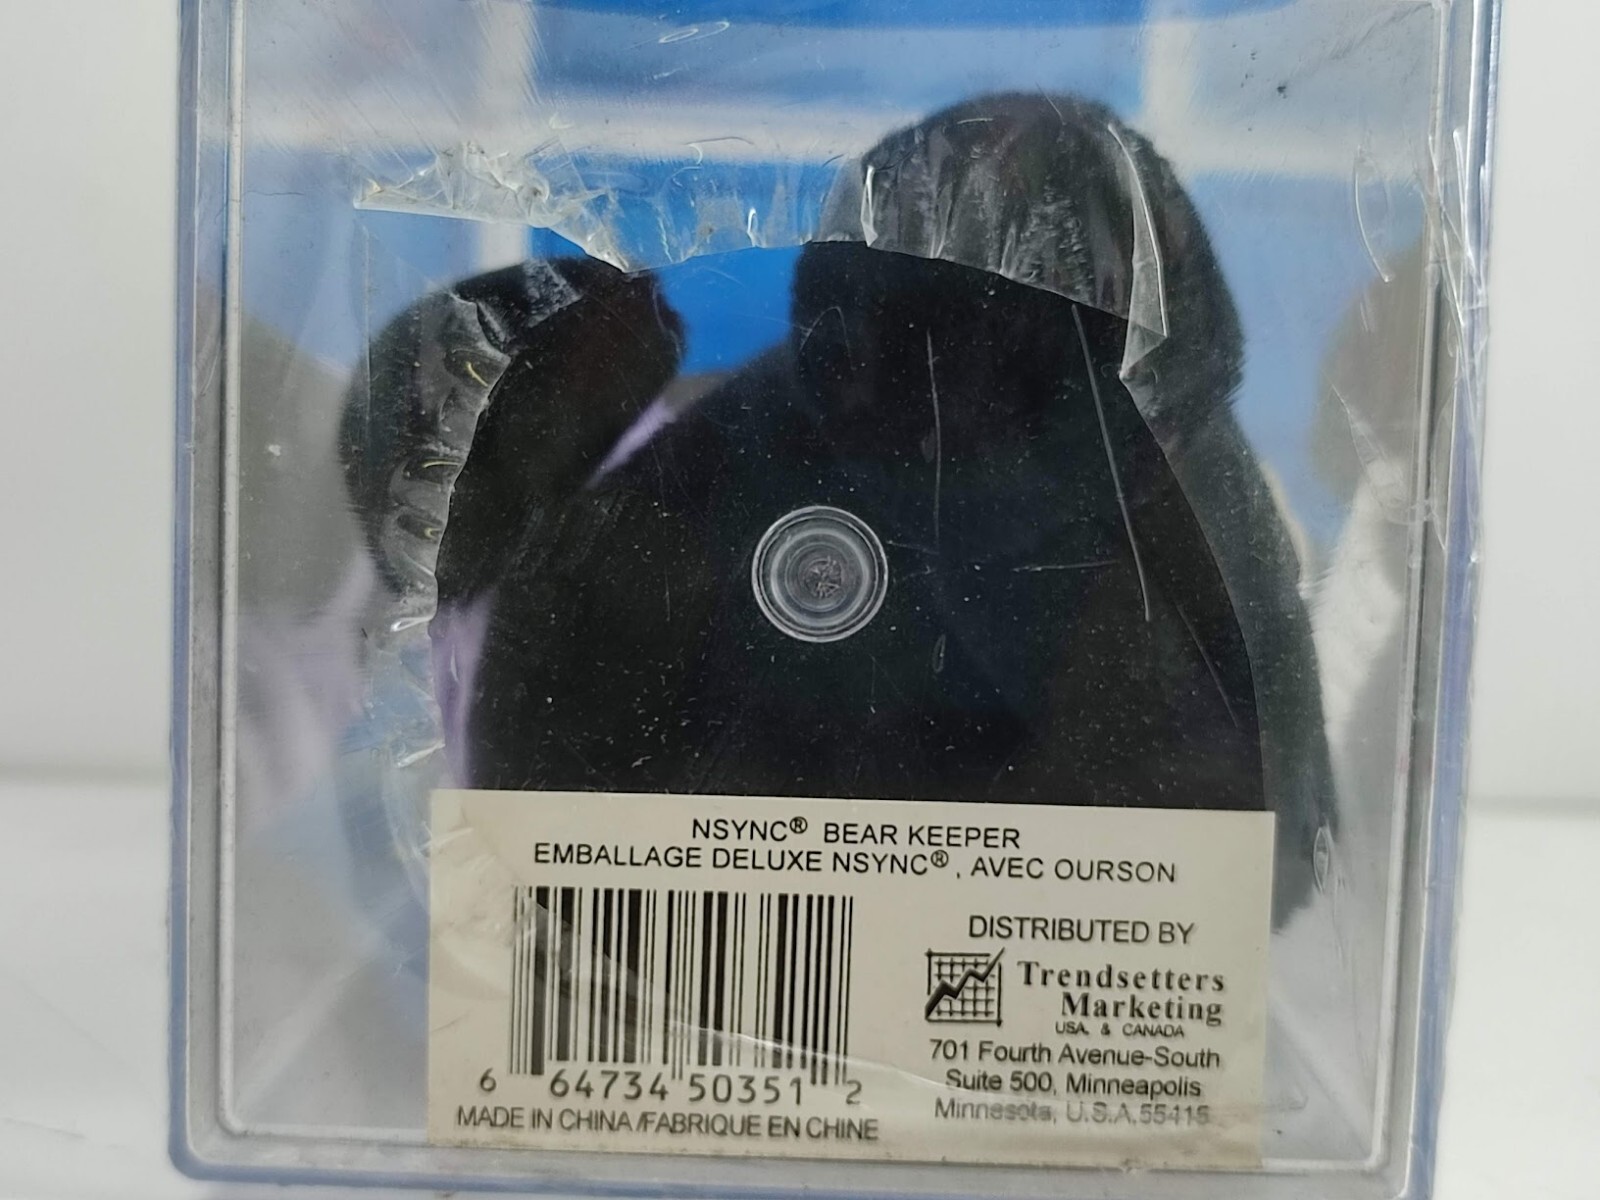 NSYNC® BEAR KEEPER
EMBALLAGE DELUXE NSYNC®, AVEC OURSON
6 64734 50351 2
MADE IN CHINA/FABRIQUE EN CHINE
DISTRIBUTED BY
Trendsetters
Marketing
USA. & CANADA
701 Fourth Avenue-South
Suite 500, Minneapolis
Minnesota, U.S.A. 55415